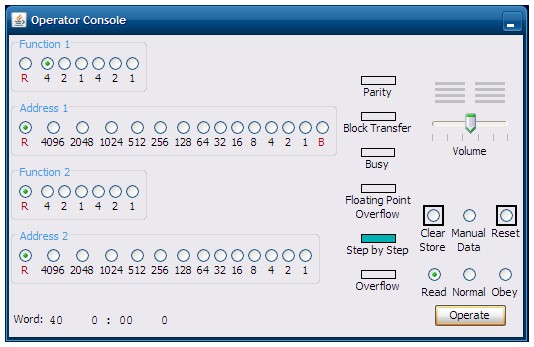 Operator Console
Function 1
R 4 2 1 4 2 1
Address 1
R 4096 2048 1024 512 256 128 64 32 16 8 4 2 1 B
Function 2
R 4 2 1 4 2 1
Address 2
R 4096 2048 1024 512 256 128 64 32 16 8 4 2 1
Word: 40 0 : 00 0
Parity
Block Transfer
Busy
Floating Point
Overflow
Step by Step
Overflow
Volume
Clear Store
Manual Data
Reset
Read Normal Obey
Operate